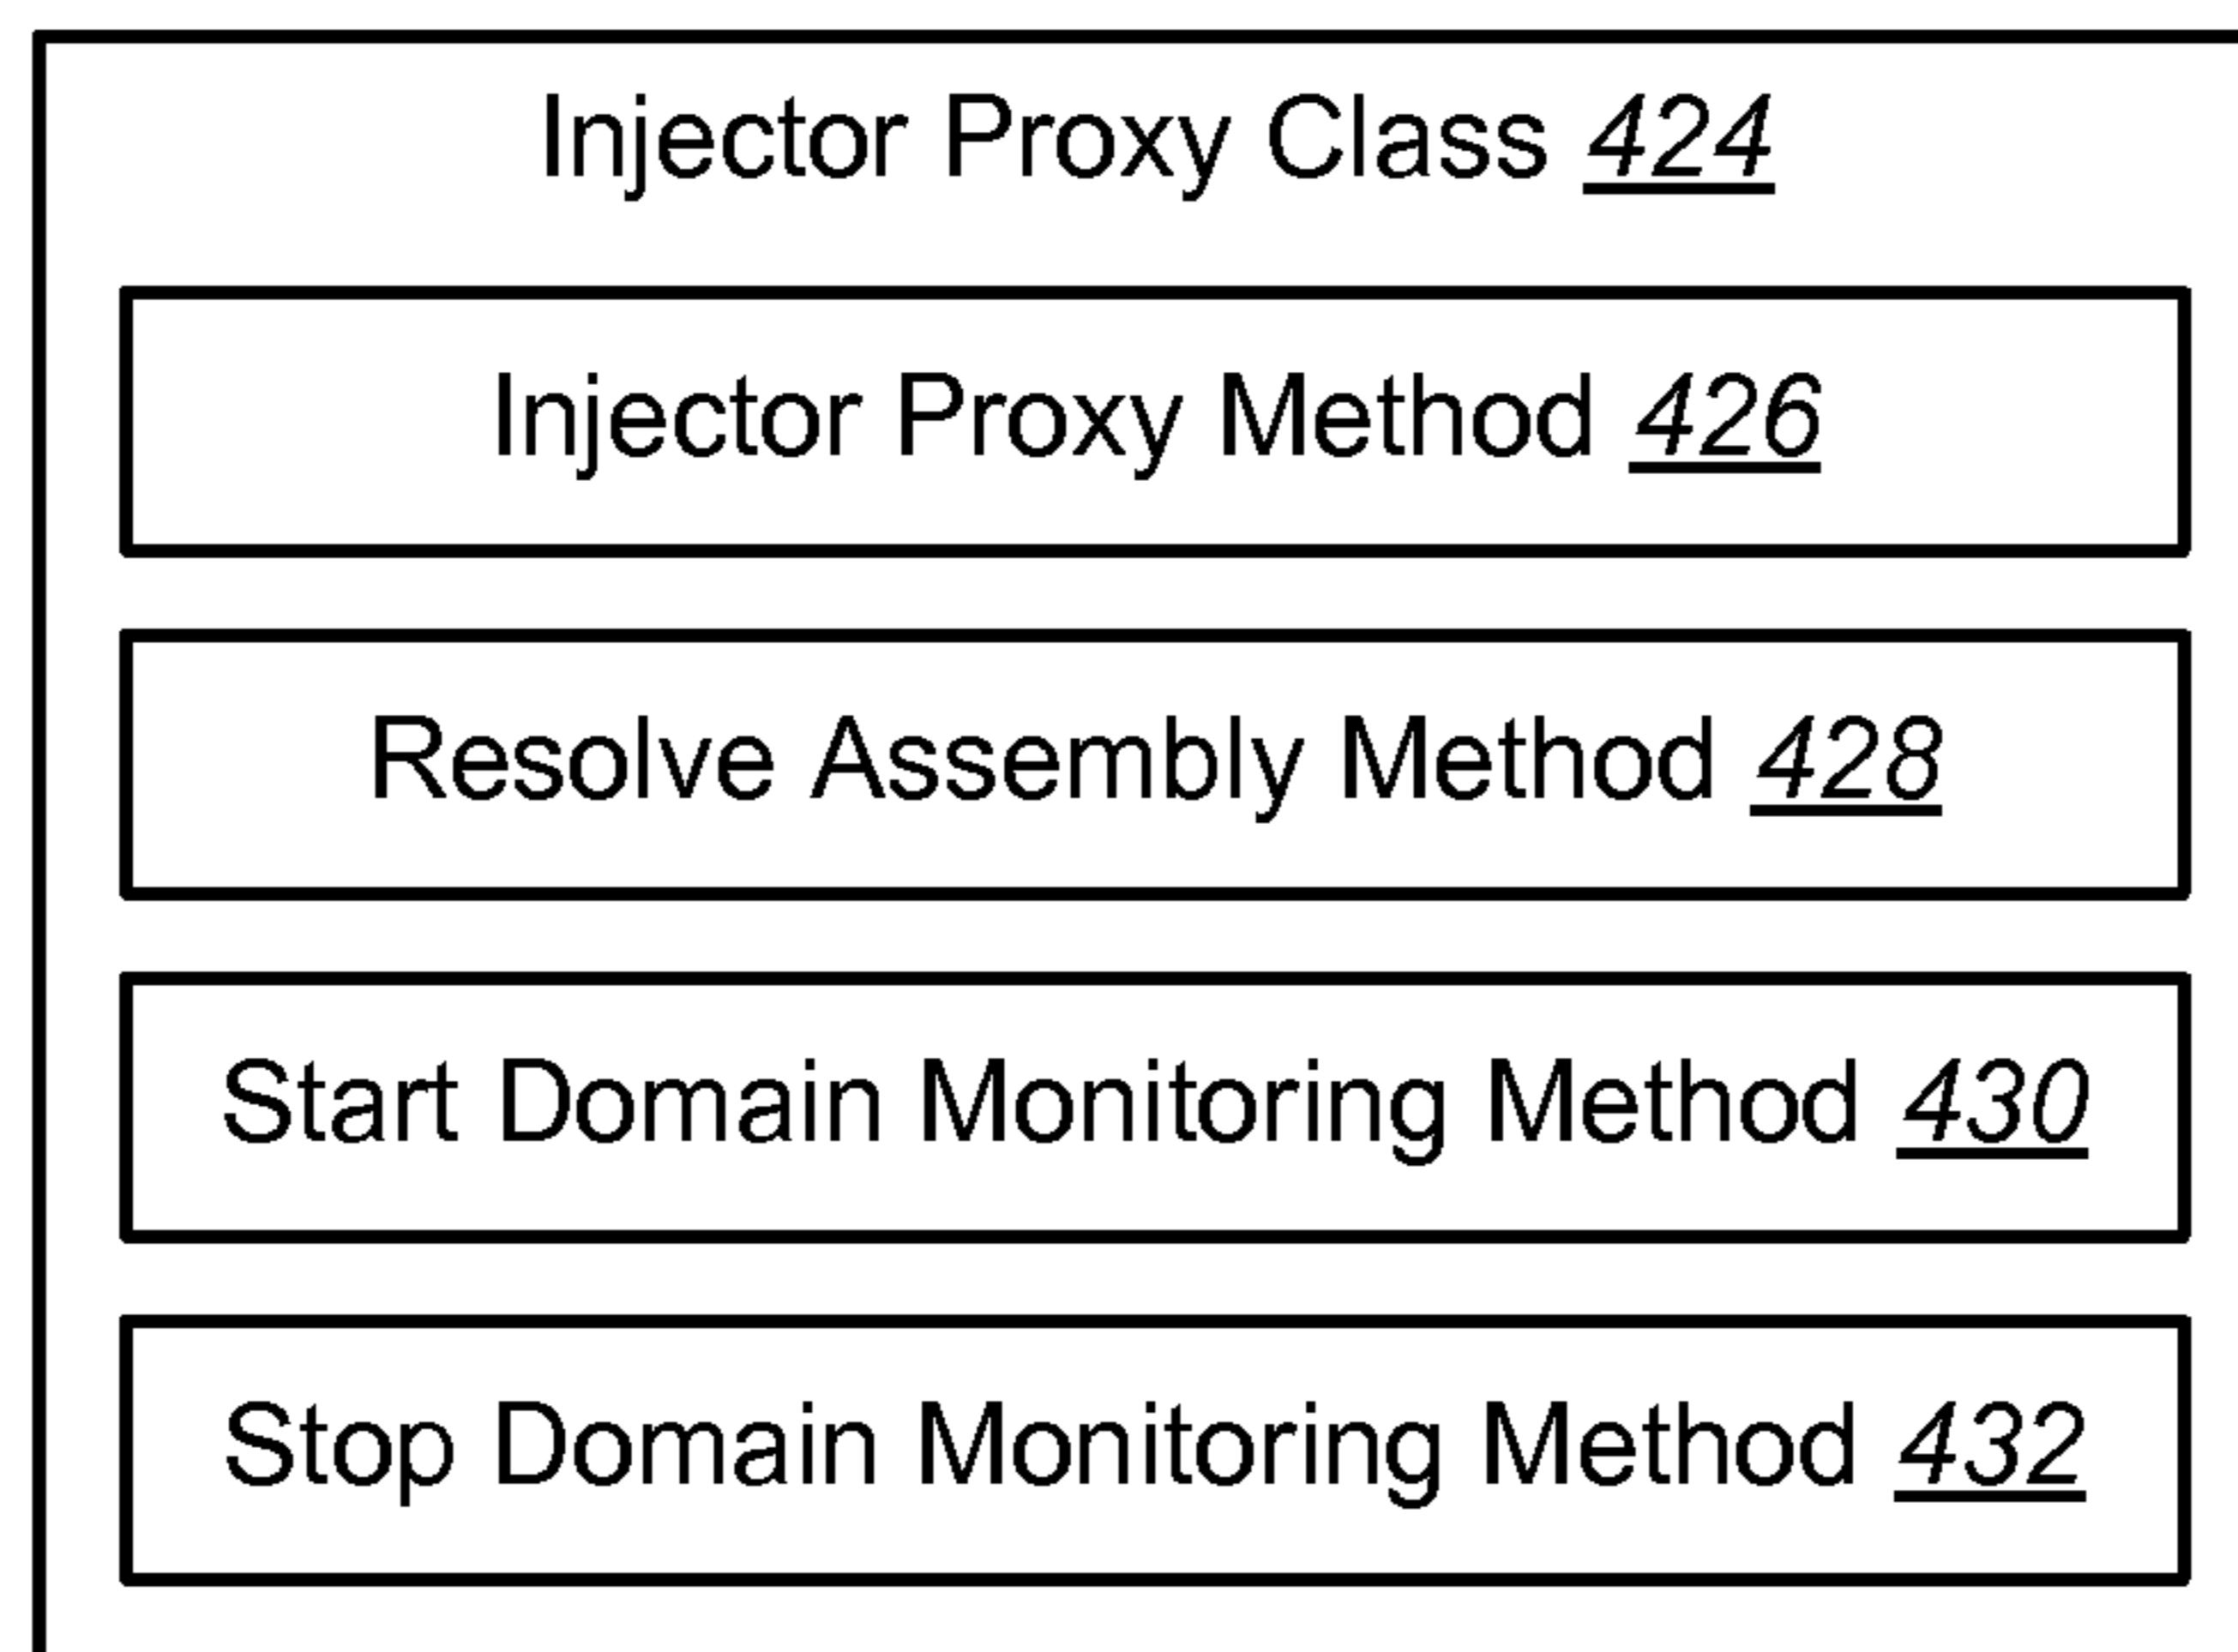 Injector Proxy Class 424
Injector Proxy Method 426
Resolve Assembly Method 428
Start Domain Monitoring Method 430
Stop Domain Monitoring Method 432